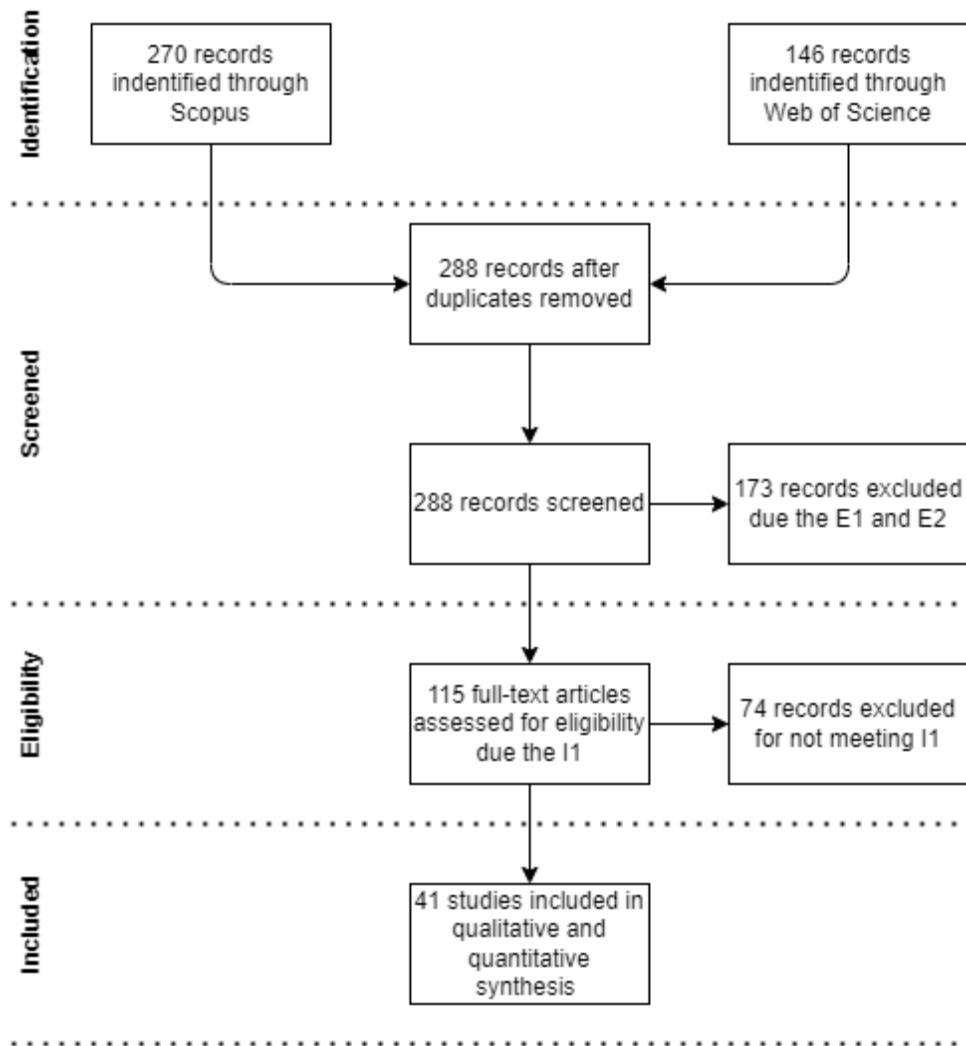 Identification
270 records
indentified through
Scopus
146 records
indentified through
Web of Science
Screened
288 records after
duplicates removed
288 records screened
173 records excluded
due the E1 and E2
Eligibility
115 full-text articles
assessed for eligibility
due the I1
74 records excluded
for not meeting I1
Included
41 studies included in
qualitative and
quantitative
synthesis